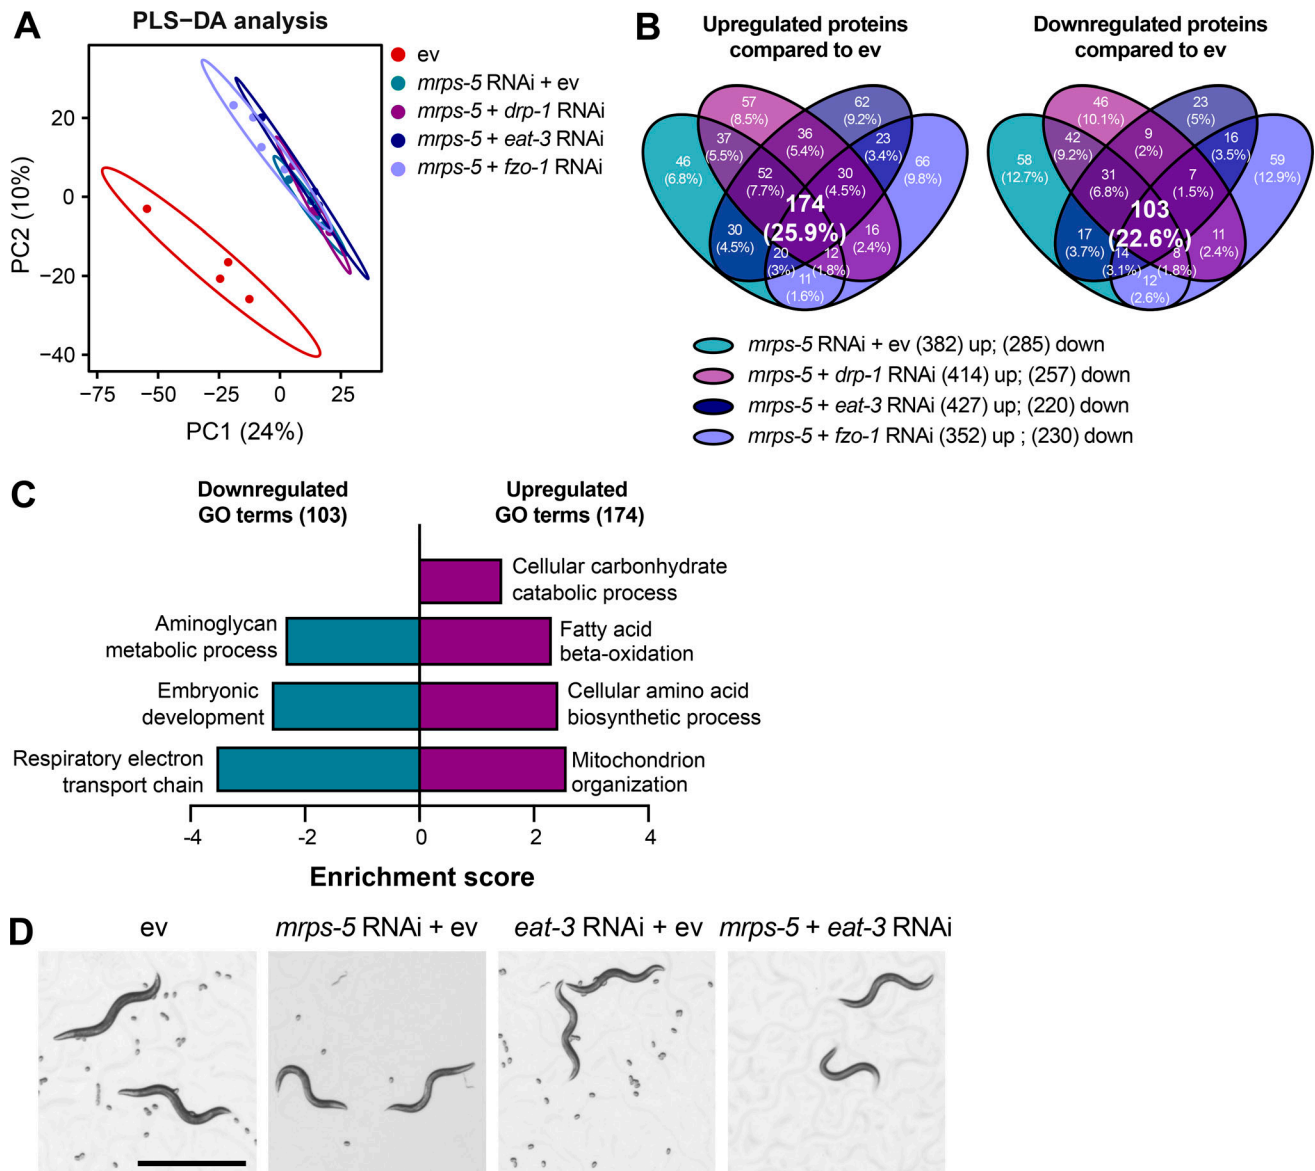 A
PLS−DA analysis
PC2 (10%)
20
0
−20
−40
−75
−50
−25
0
25
PC1 (24%)
ev
mrps-5 RNAi + ev
mrps-5 + drp-1 RNAi
mrps-5 + eat-3 RNAi
mrps-5 + fzo-1 RNAi
B
Upregulated proteins
compared to ev
57
(8.5%)
62
(9.2%)
37
(5.5%)
36
(5.4%)
23
(3.4%)
46
(6.8%)
66
(9.8%)
52
(7.7%)
30
(4.5%)
174
(25.9%)
30
(4.5%)
16
(2.4%)
20
(3%)
12
(1.8%)
11
(1.6%)
Downregulated proteins
compared to ev
46
(10.1%)
23
(5%)
42
(9.2%)
9
(2%)
16
(3.5%)
58
(12.7%)
59
(12.9%)
31
(6.8%)
7
(1.5%)
103
(22.6%)
17
(3.7%)
11
(2.4%)
14
(3.1%)
8
(1.8%)
12
(2.6%)
mrps-5 RNAi + ev (382) up; (285) down
mrps-5 + drp-1 RNAi (414) up; (257) down
mrps-5 + eat-3 RNAi (427) up; (220) down
mrps-5 + fzo-1 RNAi (352) up ; (230) down
C
Downregulated
GO terms (103)
Upregulated
GO terms (174)
Cellular carbonhydrate
catabolic process
Aminoglycan
metabolic process
Fatty acid
beta-oxidation
Embryonic
development
Cellular amino acid
biosynthetic process
Respiratory electron
transport chain
Mitochondrion
organization
-4
-2
0
2
4
Enrichment score
D
ev
mrps-5 RNAi + ev
eat-3 RNAi + ev
mrps-5 + eat-3 RNAi